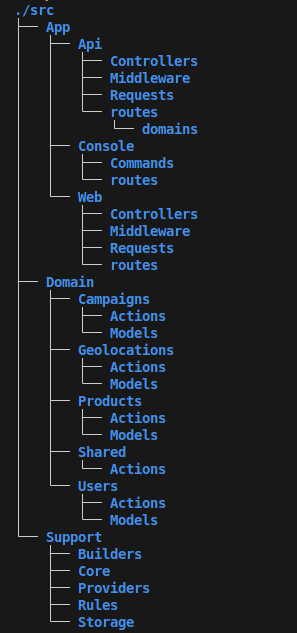 ./src
├── App
│   ├── Api
│   │   ├── Controllers
│   │   ├── Middleware
│   │   ├── Requests
│   │   └── routes
│   │       └── domains
│   ├── Console
│   │   ├── Commands
│   │   └── routes
│   └── Web
│       ├── Controllers
│       ├── Middleware
│       ├── Requests
│       └── routes
├── Domain
│   ├── Campaigns
│   │   ├── Actions
│   │   └── Models
│   ├── Geolocations
│   │   ├── Actions
│   │   └── Models
│   ├── Products
│   │   ├── Actions
│   │   └── Models
│   ├── Shared
│   │   └── Actions
│   └── Users
│       ├── Actions
│       └── Models
└── Support
    ├── Builders
    ├── Core
    ├── Providers
    ├── Rules
    └── Storage